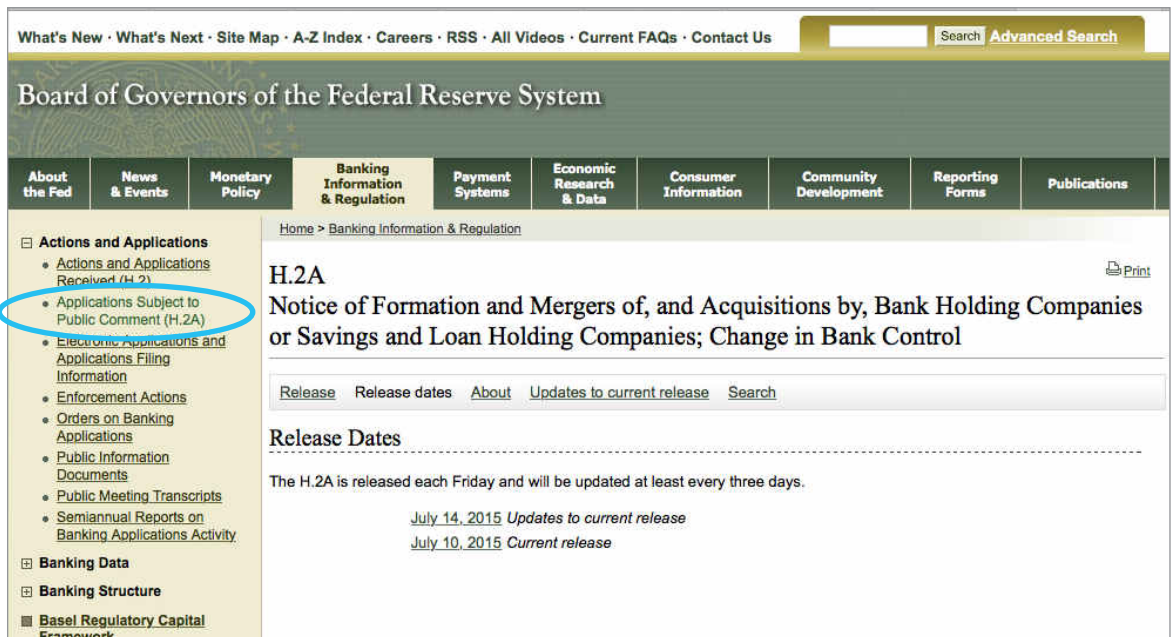 What's New · What's Next · Site Map · A-Z Index · Careers · RSS · All Videos · Current FAQs · Contact Us
Search Advanced Search
Board of Governors of the Federal Reserve System
About the Fed
News & Events
Monetary Policy
Banking Information & Regulation
Payment Systems
Economic Research & Data
Consumer Information
Community Development
Reporting Forms
Publications
Actions and Applications
Actions and Applications
Received (H.2)
Applications Subject to
Public Comment (H.2A)
Electronic Applications and
Applications Filing
Information
Enforcement Actions
Orders on Banking
Applications
Public Information
Documents
Public Meeting Transcripts
Semiannual Reports on
Banking Applications Activity
Banking Data
Banking Structure
Basel Regulatory Capital
Framework
Home > Banking Information & Regulation
Print
H.2A
Notice of Formation and Mergers of, and Acquisitions by, Bank Holding Companies
or Savings and Loan Holding Companies; Change in Bank Control
Release Release dates About Updates to current release Search
Release Dates
The H.2A is released each Friday and will be updated at least every three days.
July 14, 2015 Updates to current release
July 10, 2015 Current release